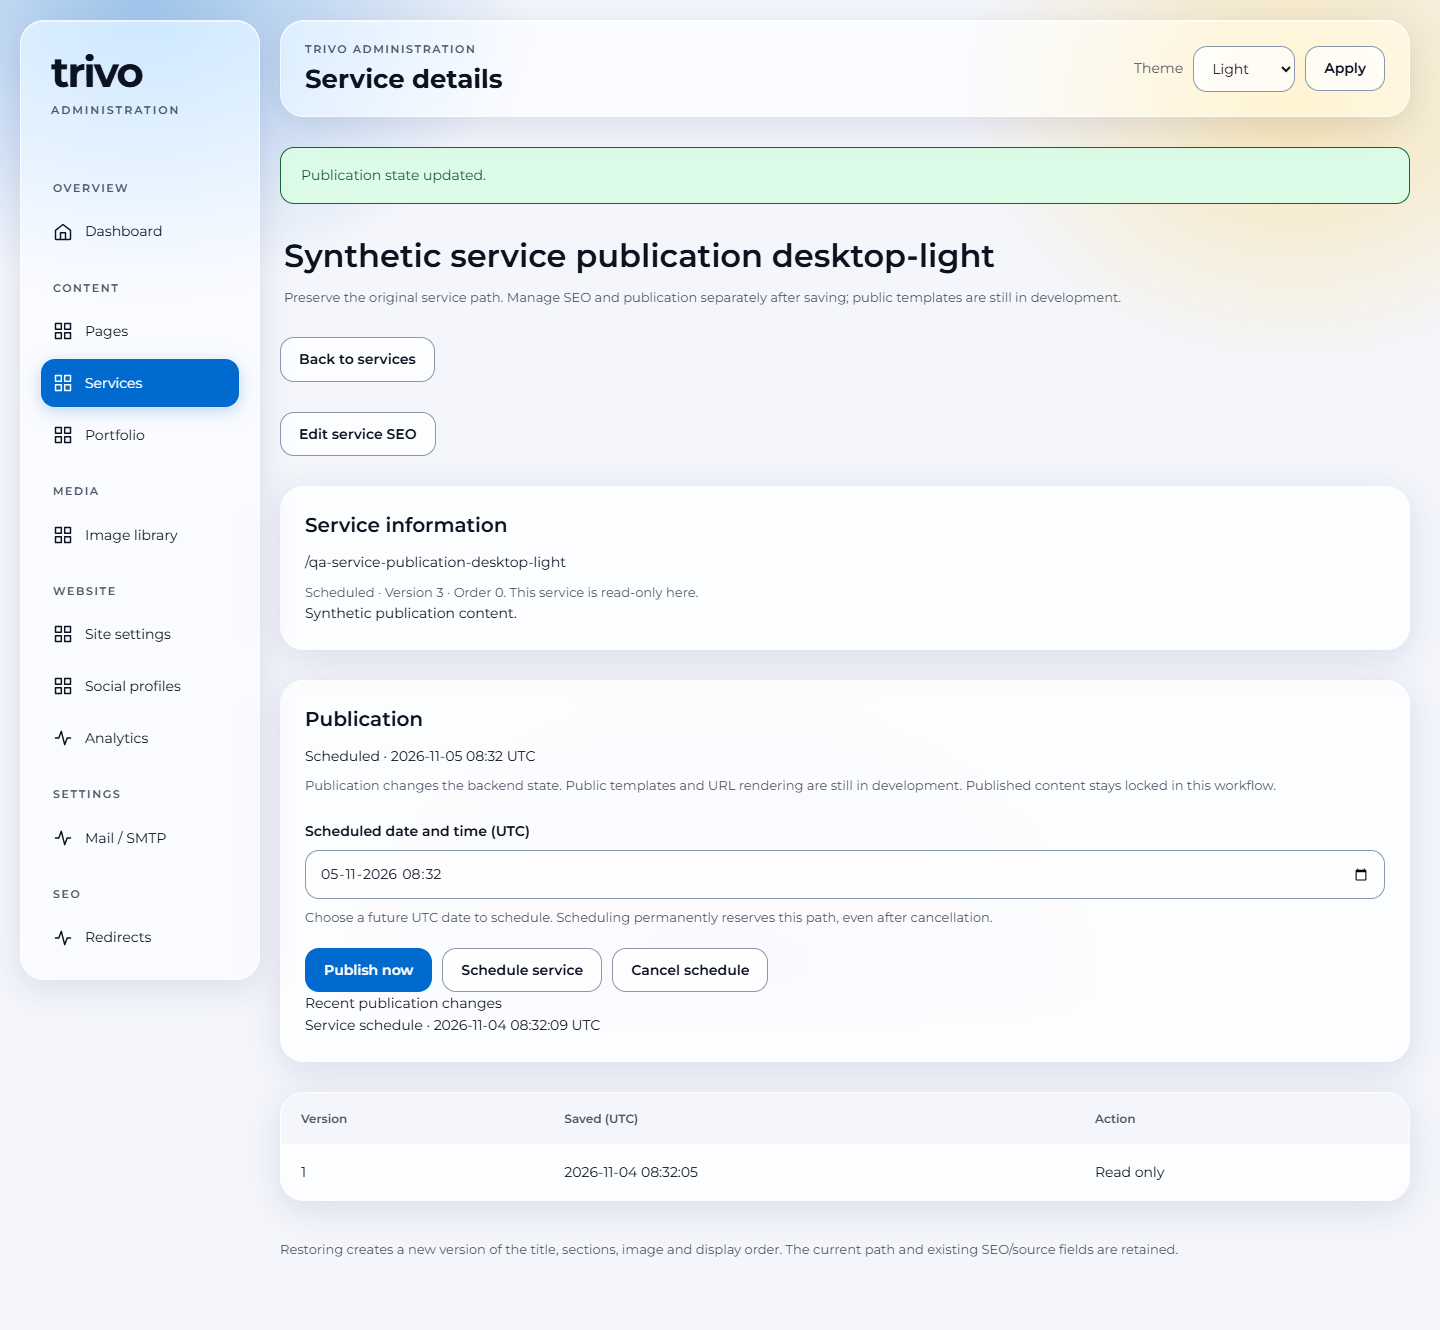 trivo
ADMINISTRATION
OVERVIEW
Dashboard
CONTENT
Pages
Services
Portfolio
MEDIA
Image library
WEBSITE
Site settings
Social profiles
Analytics
SETTINGS
Mail / SMTP
SEO
Redirects
TRIVO ADMINISTRATION
Service details
Theme
Light
Apply
Publication state updated.
Synthetic service publication desktop-light
Preserve the original service path. Manage SEO and publication separately after saving; public templates are still in development.
Back to services
Edit service SEO
Service information
/qa-service-publication-desktop-light
Scheduled · Version 3 · Order 0. This service is read-only here.
Synthetic publication content.
Publication
Scheduled · 2026-11-05 08:32 UTC
Publication changes the backend state. Public templates and URL rendering are still in development. Published content stays locked in this workflow.
Scheduled date and time (UTC)
05-11-2026 08:32
Choose a future UTC date to schedule. Scheduling permanently reserves this path, even after cancellation.
Publish now
Schedule service
Cancel schedule
Recent publication changes
Service schedule · 2026-11-04 08:32:09 UTC
Version
Saved (UTC)
Action
1
2026-11-04 08:32:05
Read only
Restoring creates a new version of the title, sections, image and display order. The current path and existing SEO/source fields are retained.